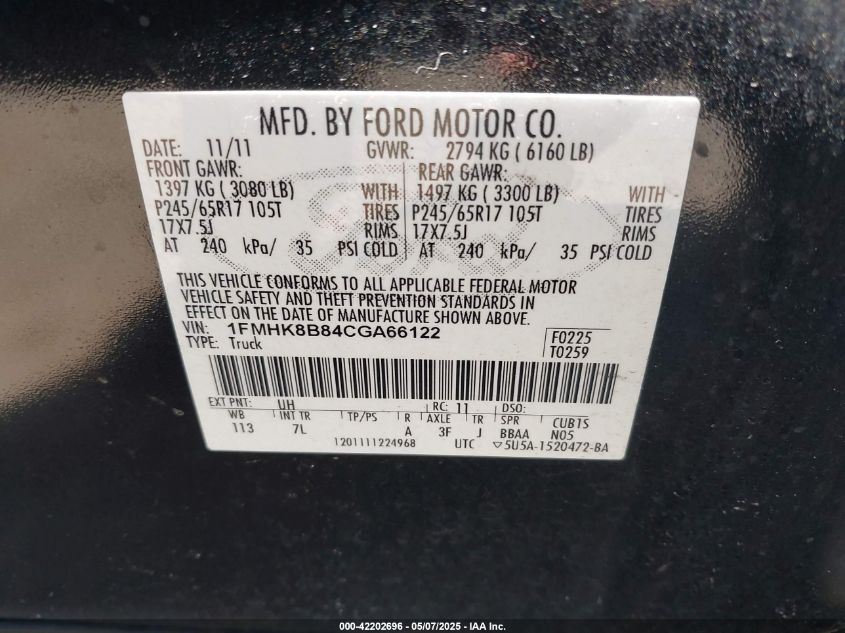 MFD. BY FORD MOTOR CO.
DATE: 11/11 GVWR: 2794 KG ( 6160 LB)
FRONT GAWR: REAR GAWR:
1397 KG ( 3080 LB) WITH 1497 KG ( 3300 LB) WITH
P245/65R17 105T TIRES P245/65R17 105T TIRES
17X7.5J RIMS 17X7.5J RIMS
AT 240 kPa/ 35 PSI COLD AT 240 kPa/ 35 PSI COLD
THIS VEHICLE CONFORMS TO ALL APPLICABLE FEDERAL MOTOR
VEHICLE SAFETY AND THEFT PREVENTION STANDARDS IN
EFFECT ON THE DATE OF MANUFACTURE SHOWN ABOVE.
VIN: 1FMHK8B84CGA66122 F0225
TYPE: Truck T0259
EXT PNT: UH RC: 11 DSO:
WB INT TR TP/PS R AXLE TR SPR CUB1S
113 7L A 3F J BBAA N05
1201111224968 UTC ▽5U5A-1520472-BA
000-42202696 - 05/07/2025 - IAA Inc.